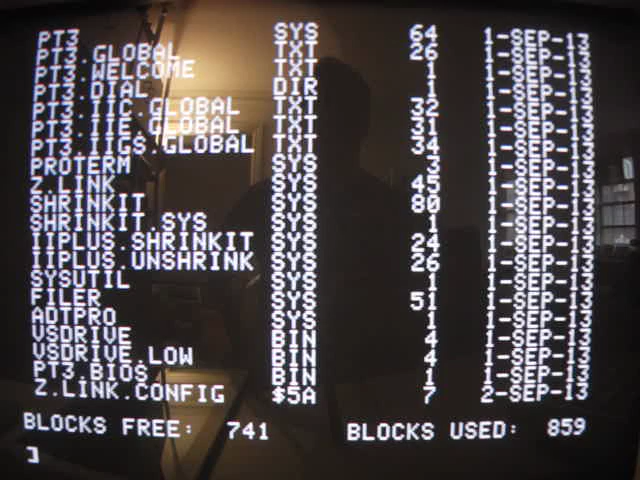 PT3 SYS 64 1-SEP-13
PT3.GLOBAL TXT 26 1-SEP-13
PT3.WELCOME TXT 1 1-SEP-13
PT3.DIAL DIR 1 1-SEP-13
PT3.IIC.GLOBAL TXT 32 1-SEP-13
PT3.IIE.GLOBAL TXT 31 1-SEP-13
PT3.IIGS.GLOBAL TXT 34 1-SEP-13
PROTERM SYS 3 1-SEP-13
Z.LINK SYS 45 1-SEP-13
SHRINKIT SYS 80 1-SEP-13
SHRINKIT.SYS SYS 1 1-SEP-13
IIPLUS.SHRINKIT SYS 24 1-SEP-13
IIPLUS.UNSHRINK SYS 26 1-SEP-13
SYSUTIL SYS 1 1-SEP-13
FILER SYS 51 1-SEP-13
ADTPRO SYS 1 1-SEP-13
VSDRIVE BIN 4 1-SEP-13
VSDRIVE.LOW BIN 4 1-SEP-13
PT3.BIOS BIN 1 1-SEP-13
Z.LINK.CONFIG $5A 7 2-SEP-13
BLOCKS FREE: 741 BLOCKS USED: 859
]